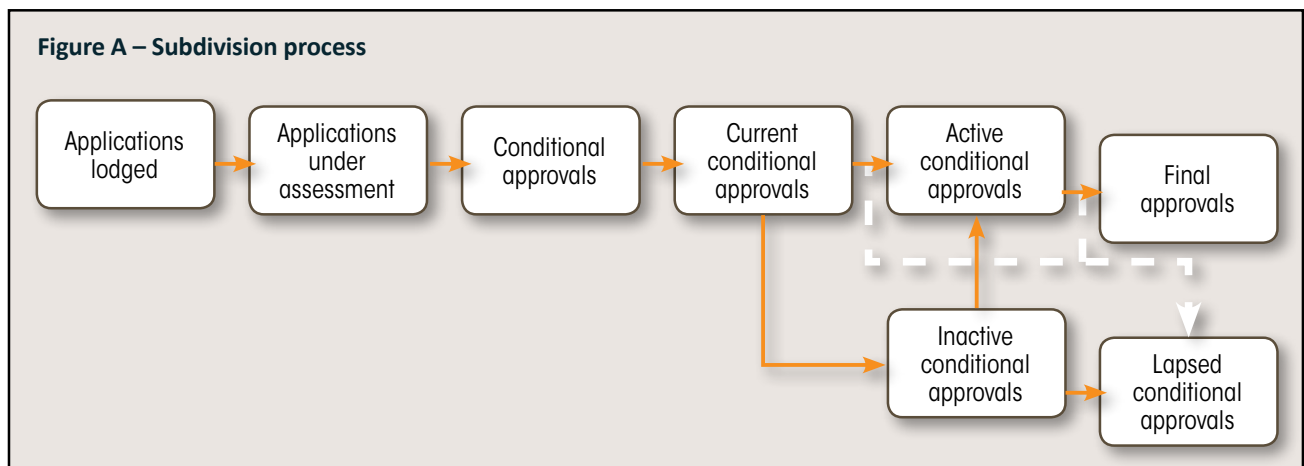 Figure A – Subdivision process
Applications
lodged
Applications
under
assessment
Conditional
approvals
Current
conditional
approvals
Active
conditional
approvals
Final
approvals
Inactive
conditional
approvals
Lapsed
conditional
approvals